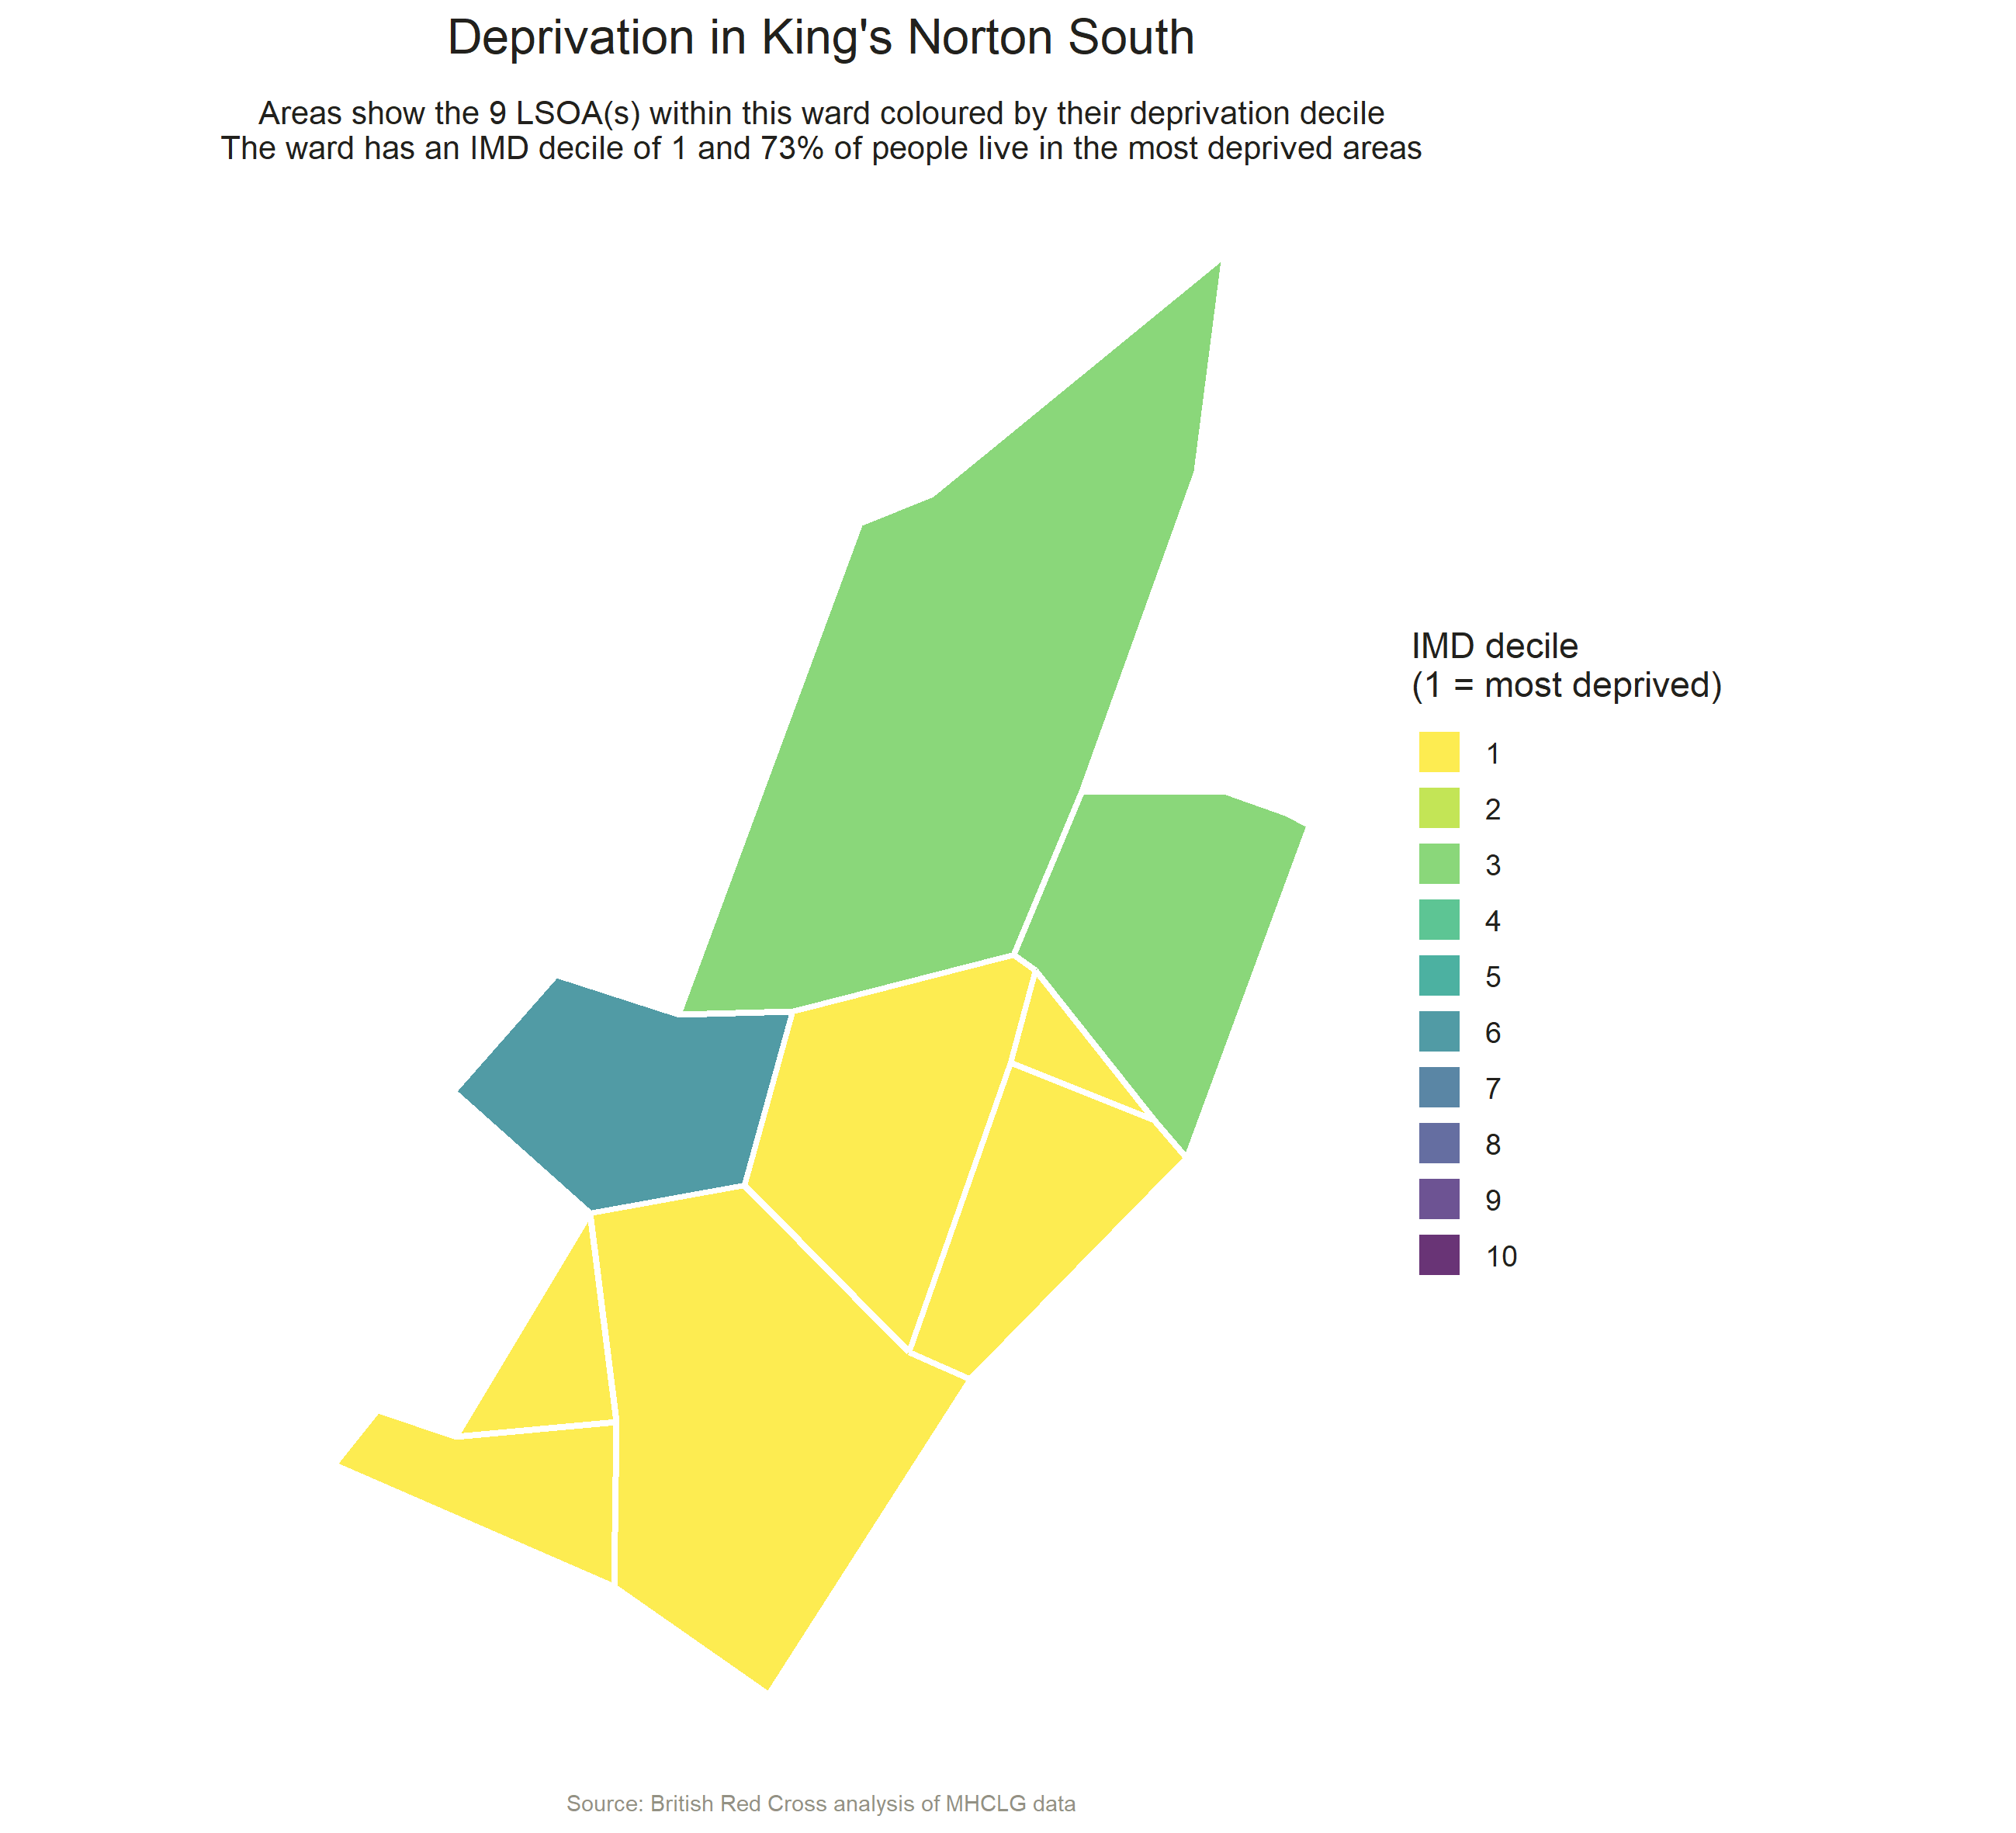 Deprivation in King's Norton South
Areas show the 9 LSOA(s) within this ward coloured by their deprivation decile
The ward has an IMD decile of 1 and 73% of people live in the most deprived areas
IMD decile
(1 = most deprived)
1
2
3
4
5
6
7
8
9
10
Source: British Red Cross analysis of MHCLG data